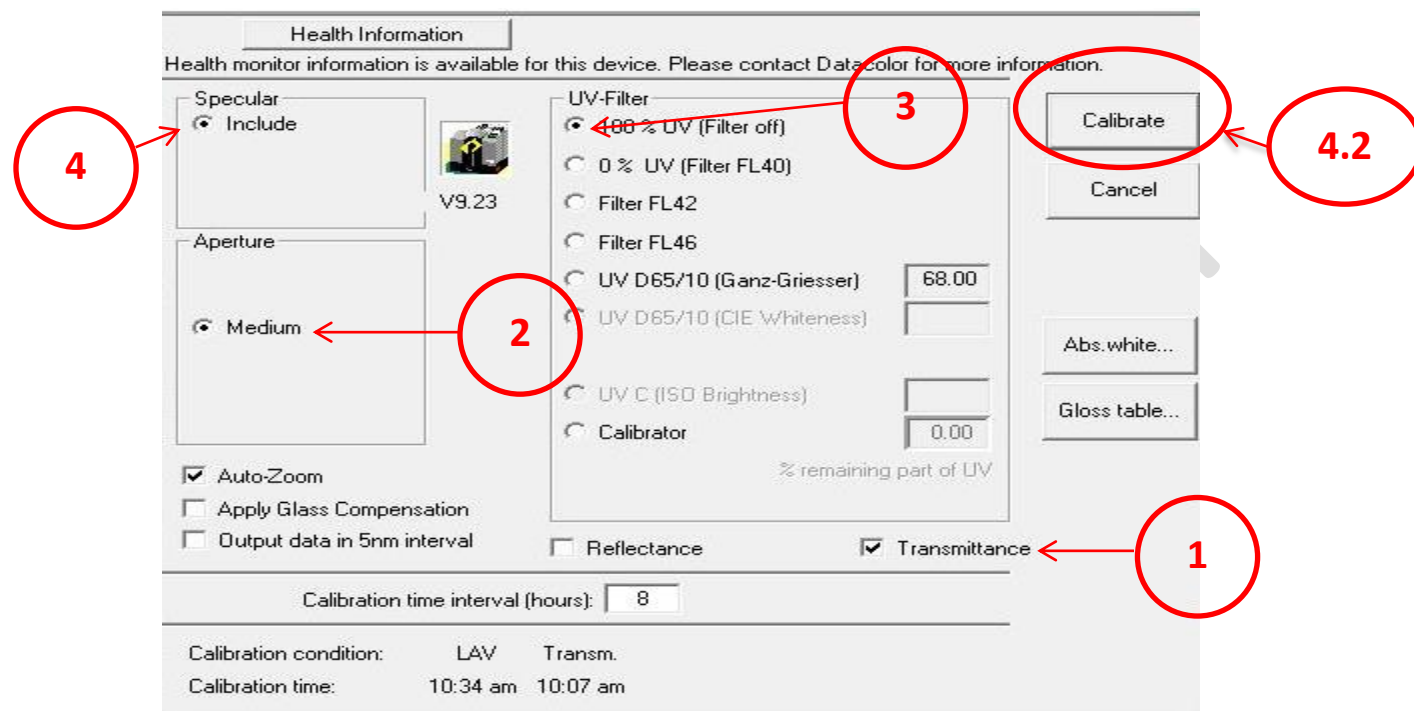 Health Information
Health monitor information is available for this device. Please contact Datacolor for more information.
Specular
Include
4
V9.23
Aperture
Medium
2
UV-Filter
100 % UV (Filter off)
3
0 % UV (Filter FL40)
Filter FL42
Filter FL46
UV D65/10 (Ganz-Griesser) 68.00
UV D65/10 (CIE Whiteness)
UV C (ISO Brightness)
Calibrator 0.00
% remaining part of UV
Calibrate
4.2
Cancel
Abs.white...
Gloss table...
Auto-Zoom
Apply Glass Compensation
Output data in 5nm interval
Reflectance Transmittance
1
Calibration time interval (hours): 8
Calibration condition: LAV Transm.
Calibration time: 10:34 am 10:07 am